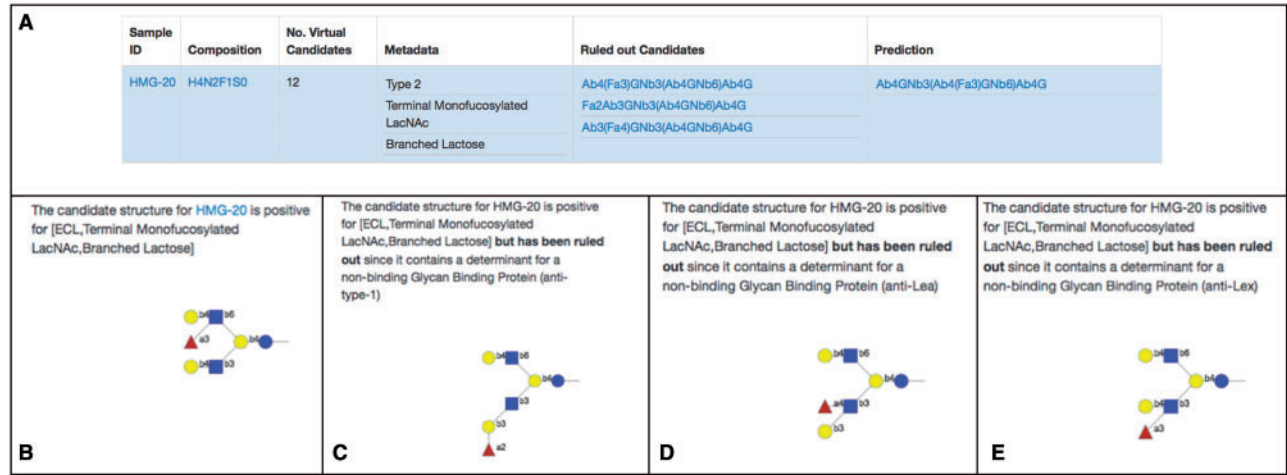 A
Sample ID
Composition
No. Virtual Candidates
Metadata
Ruled out Candidates
Prediction
HMG-20
H4N2F1S0
12
Type 2
Terminal Monofucosylated
LacNAc
Branched Lactose
Ab4(Fa3)GNb3(Ab4GNb6)Ab4G
Fa2Ab3GNb3(Ab4GNb6)Ab4G
Ab3(Fa4)GNb3(Ab4GNb6)Ab4G
Ab4GNb3(Ab4(Fa3)GNb6)Ab4G
The candidate structure for HMG-20 is positive
for [ECL,Terminal Monofucosylated
LacNAc,Branched Lactose]
b4 b6
a3
b4
b4 b3
B
The candidate structure for HMG-20 is positive
for [ECL,Terminal Monofucosylated
LacNAc,Branched Lactose] but has been ruled
out since it contains a determinant for a
non-binding Glycan Binding Protein (anti-
type-1)
b4 b6
b4
b3
b3
a2
C
The candidate structure for HMG-20 is positive
for [ECL,Terminal Monofucosylated
LacNAc,Branched Lactose] but has been ruled
out since it contains a determinant for a
non-binding Glycan Binding Protein (anti-Lea)
b4 b6
b4
a4 b3
b3
D
The candidate structure for HMG-20 is positive
for [ECL,Terminal Monofucosylated
LacNAc,Branched Lactose] but has been ruled
out since it contains a determinant for a
non-binding Glycan Binding Protein (anti-Lex)
b4 b6
b4
b4 b3
a3
E